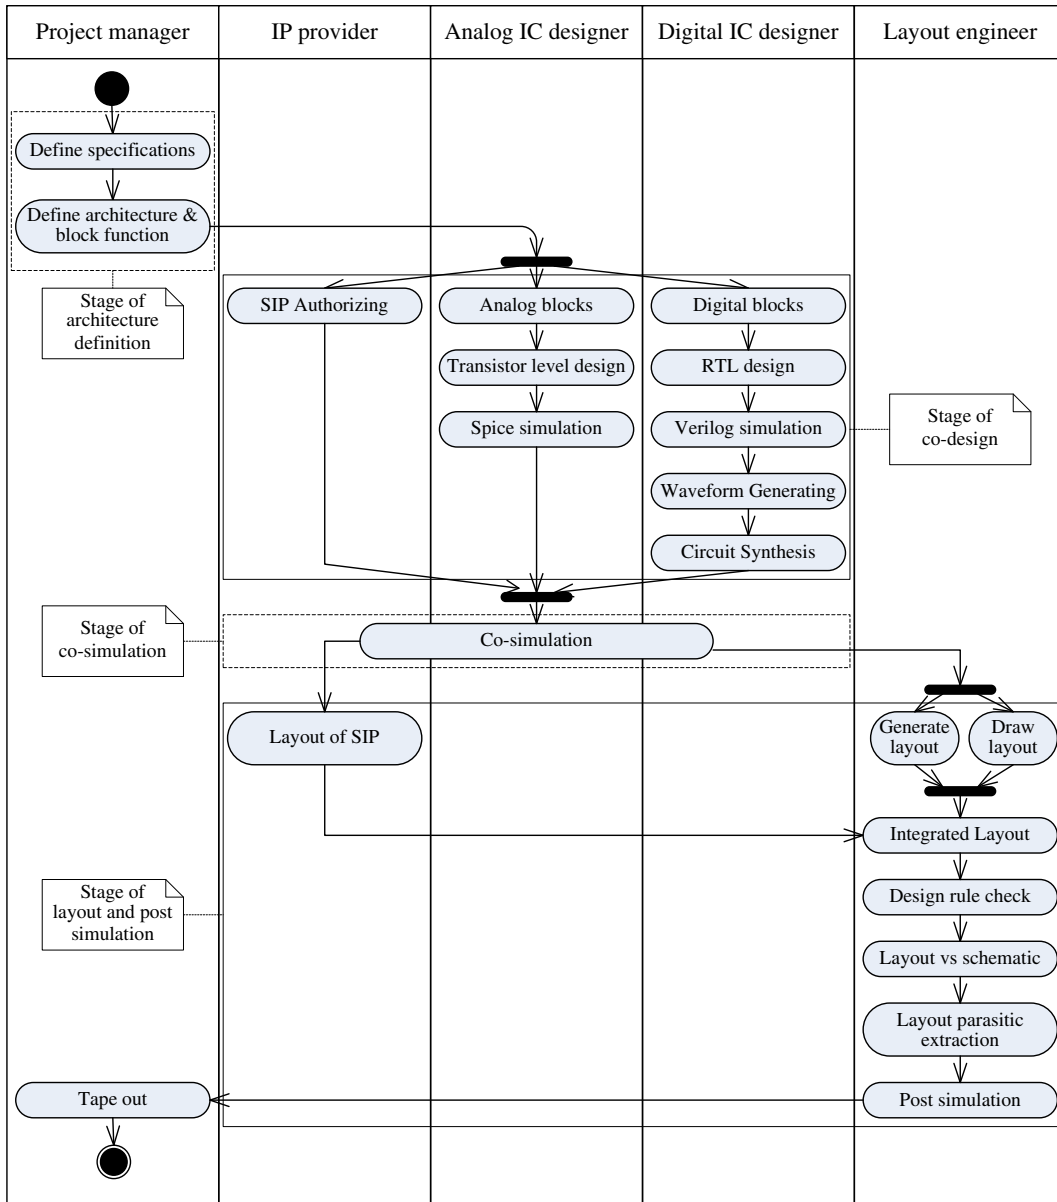 Project manager
IP provider
Analog IC designer
Digital IC designer
Layout engineer
Define specifications
Define architecture &
block function
Stage of
architecture
definition
SIP Authorizing
Analog blocks
Digital blocks
Transistor level design
RTL design
Spice simulation
Verilog simulation
Stage of
co-design
Waveform Generating
Circuit Synthesis
Stage of
co-simulation
Co-simulation
Layout of SIP
Generate
layout
Draw
layout
Integrated Layout
Stage of
layout and post
simulation
Design rule check
Layout vs schematic
Layout parasitic
extraction
Tape out
Post simulation